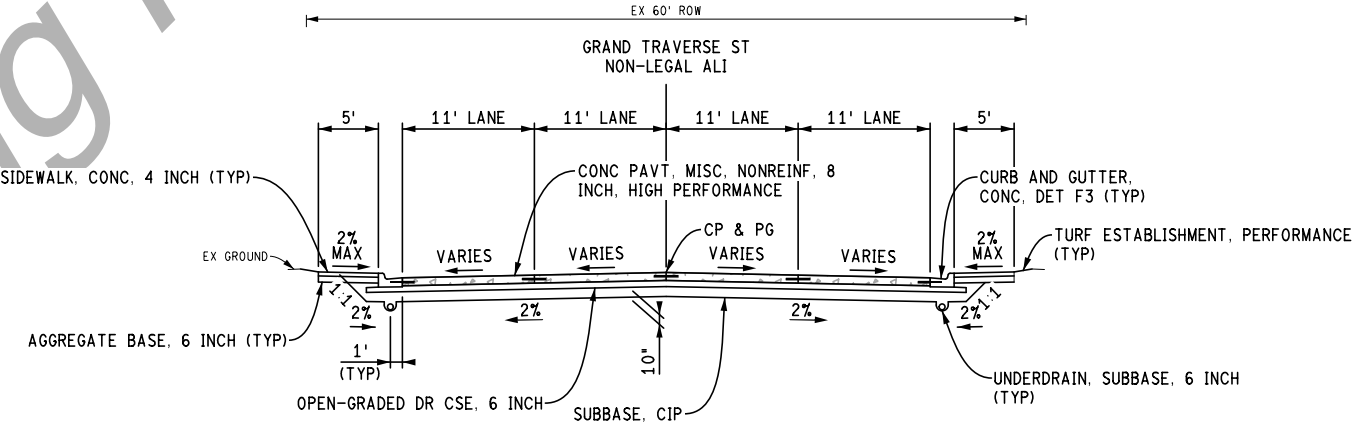 EX 60' ROW
GRAND TRAVERSE ST
NON-LEGAL ALI
5'
11' LANE
11' LANE
11' LANE
11' LANE
5'
SIDEWALK, CONC, 4 INCH (TYP)
CONC PAVT, MISC, NONREINF, 8
INCH, HIGH PERFORMANCE
CURB AND GUTTER,
CONC, DET F3 (TYP)
CP & PG
TURF ESTABLISHMENT, PERFORMANCE
(TYP)
EX GROUND
2%
MAX
VARIES
VARIES
VARIES
VARIES
2%
MAX
1:1
2%
2%
2%
2%
1:1
AGGREGATE BASE, 6 INCH (TYP)
1'
(TYP)
10"
OPEN-GRADED DR CSE, 6 INCH
SUBBASE, CIP
UNDERDRAIN, SUBBASE, 6 INCH
(TYP)